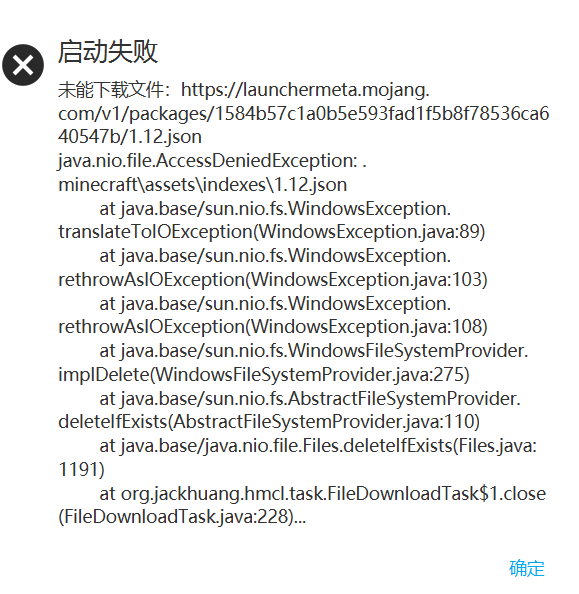 启动失败
未能下载文件：https://launchermeta.mojang.
com/v1/packages/1584b57c1a0b5e593fad1f5b8f78536ca6
40547b/1.12.json
java.nio.file.AccessDeniedException: .
minecraft\assets\indexes\1.12.json
at java.base/sun.nio.fs.WindowsException.
translateToIOException(WindowsException.java:89)
at java.base/sun.nio.fs.WindowsException.
rethrowAsIOException(WindowsException.java:103)
at java.base/sun.nio.fs.WindowsException.
rethrowAsIOException(WindowsException.java:108)
at java.base/sun.nio.fs.WindowsFileSystemProvider.
implDelete(WindowsFileSystemProvider.java:275)
at java.base/sun.nio.fs.AbstractFileSystemProvider.
deleteIfExists(AbstractFileSystemProvider.java:110)
at java.base/java.nio.file.Files.deleteIfExists(Files.java:
1191)
at org.jackhuang.hmcl.task.FileDownloadTask$1.close
(FileDownloadTask.java:228)...
确定